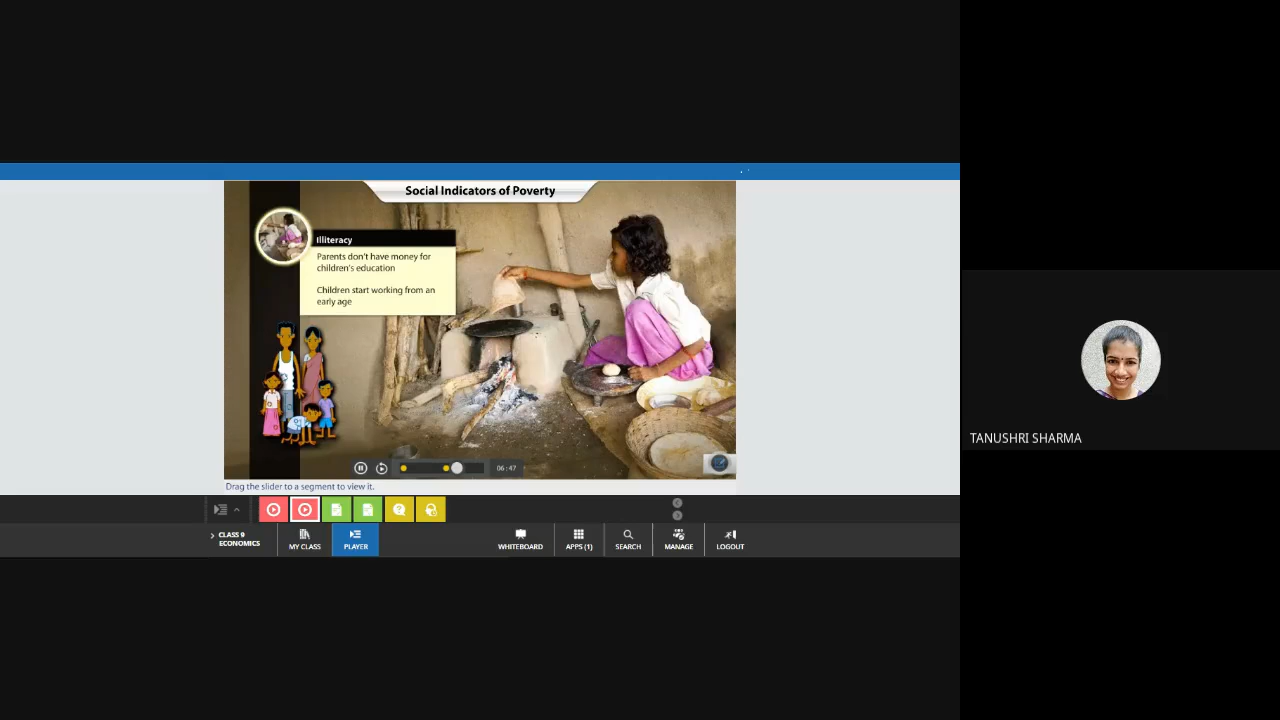 Social Indicators of Poverty
Illiteracy
Parents don't have money for
children's education
Children start working from an
early age
06:47
Drag the slider to a segment to view it.
CLASS 9
ECONOMICS
MY CLASS
PLAYER
WHITEBOARD
APPS (1)
SEARCH
MANAGE
LOGOUT
TANUSHRI SHARMA